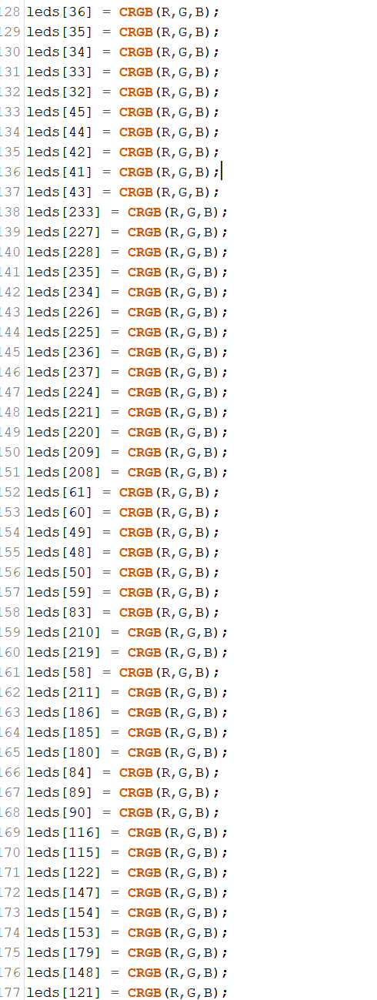 128 leds[36] = CRGB(R,G,B);
129 leds[35] = CRGB(R,G,B);
130 leds[34] = CRGB(R,G,B);
131 leds[33] = CRGB(R,G,B);
132 leds[32] = CRGB(R,G,B);
133 leds[45] = CRGB(R,G,B);
134 leds[44] = CRGB(R,G,B);
135 leds[42] = CRGB(R,G,B);
136 leds[41] = CRGB(R,G,B);
137 leds[43] = CRGB(R,G,B);
138 leds[233] = CRGB(R,G,B);
139 leds[227] = CRGB(R,G,B);
140 leds[228] = CRGB(R,G,B);
141 leds[235] = CRGB(R,G,B);
142 leds[234] = CRGB(R,G,B);
143 leds[226] = CRGB(R,G,B);
144 leds[225] = CRGB(R,G,B);
145 leds[236] = CRGB(R,G,B);
146 leds[237] = CRGB(R,G,B);
147 leds[224] = CRGB(R,G,B);
148 leds[221] = CRGB(R,G,B);
149 leds[220] = CRGB(R,G,B);
150 leds[209] = CRGB(R,G,B);
151 leds[208] = CRGB(R,G,B);
152 leds[61] = CRGB(R,G,B);
153 leds[60] = CRGB(R,G,B);
154 leds[49] = CRGB(R,G,B);
155 leds[48] = CRGB(R,G,B);
156 leds[50] = CRGB(R,G,B);
157 leds[59] = CRGB(R,G,B);
158 leds[83] = CRGB(R,G,B);
159 leds[210] = CRGB(R,G,B);
160 leds[219] = CRGB(R,G,B);
161 leds[58] = CRGB(R,G,B);
162 leds[211] = CRGB(R,G,B);
163 leds[186] = CRGB(R,G,B);
164 leds[185] = CRGB(R,G,B);
165 leds[180] = CRGB(R,G,B);
166 leds[84] = CRGB(R,G,B);
167 leds[89] = CRGB(R,G,B);
168 leds[90] = CRGB(R,G,B);
169 leds[116] = CRGB(R,G,B);
170 leds[115] = CRGB(R,G,B);
171 leds[122] = CRGB(R,G,B);
172 leds[147] = CRGB(R,G,B);
173 leds[154] = CRGB(R,G,B);
174 leds[153] = CRGB(R,G,B);
175 leds[179] = CRGB(R,G,B);
176 leds[148] = CRGB(R,G,B);
177 leds[121] = CRGB(R,G,B);